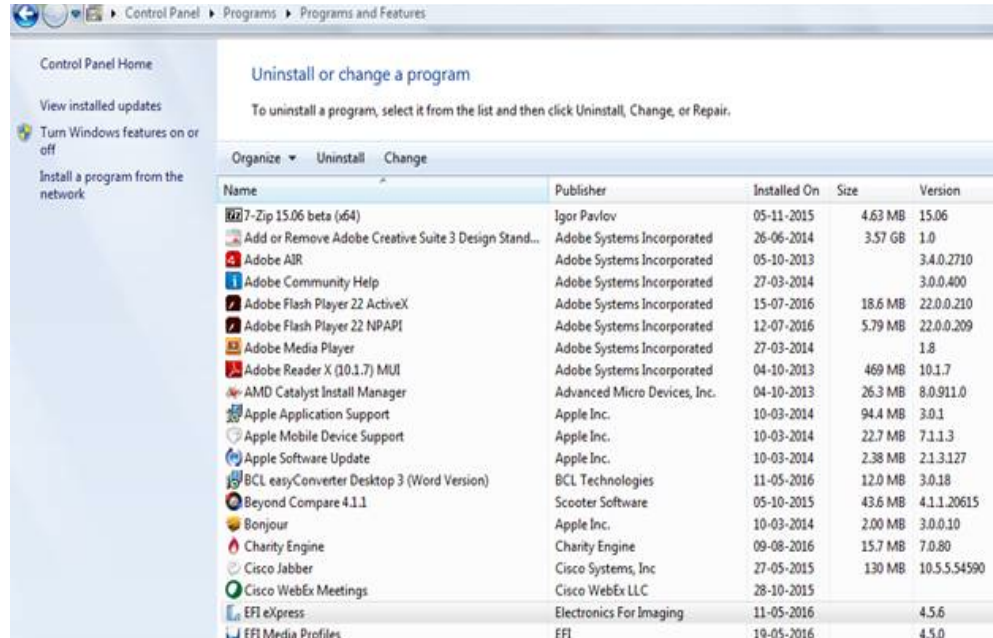 Control Panel ▸ Programs ▸ Programs and Features
Control Panel Home
View installed updates
Turn Windows features on or
off
Install a program from the
network
Uninstall or change a program
To uninstall a program, select it from the list and then click Uninstall, Change, or Repair.
Organize Uninstall Change
Name Publisher Installed On Size Version
7-Zip 15.06 beta (x64) Igor Pavlov 05-11-2015 4.63 MB 15.06
Add or Remove Adobe Creative Suite 3 Design Stand... Adobe Systems Incorporated 26-06-2014 3.57 GB 1.0
Adobe AIR Adobe Systems Incorporated 05-10-2013 3.4.0.2710
Adobe Community Help Adobe Systems Incorporated 27-03-2014 3.0.0.400
Adobe Flash Player 22 ActiveX Adobe Systems Incorporated 15-07-2016 18.6 MB 22.0.0.210
Adobe Flash Player 22 NPAPI Adobe Systems Incorporated 12-07-2016 5.79 MB 22.0.0.209
Adobe Media Player Adobe Systems Incorporated 27-03-2014 1.8
Adobe Reader X (10.1.7) MUI Adobe Systems Incorporated 04-10-2013 469 MB 10.1.7
AMD Catalyst Install Manager Advanced Micro Devices, Inc. 04-10-2013 26.3 MB 8.0.911.0
Apple Application Support Apple Inc. 10-03-2014 94.4 MB 3.0.1
Apple Mobile Device Support Apple Inc. 10-03-2014 22.7 MB 7.1.1.3
Apple Software Update Apple Inc. 10-03-2014 2.38 MB 2.1.3.127
BCL easyConverter Desktop 3 (Word Version) BCL Technologies 11-05-2016 12.0 MB 3.0.18
Beyond Compare 4.1.1 Scooter Software 05-10-2015 43.6 MB 4.1.1.20615
Bonjour Apple Inc. 10-03-2014 2.00 MB 3.0.0.10
Charity Engine Charity Engine 09-08-2016 15.7 MB 7.0.80
Cisco Jabber Cisco Systems, Inc 27-05-2015 130 MB 10.5.5.54590
Cisco WebEx Meetings Cisco WebEx LLC 28-10-2015
EFI eXpress Electronics For Imaging 11-05-2016 4.5.6
EFI Media Profiles EFI 19-05-2016 4.5.0